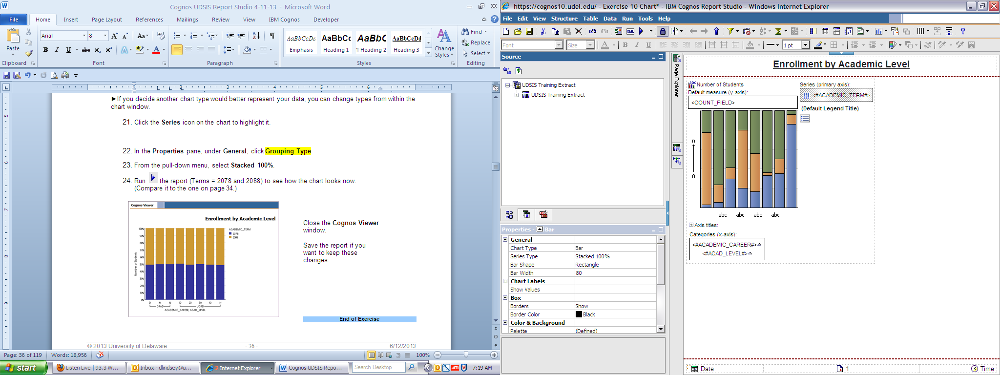 Cognos UDSIS Report Studio 4-11-13 - Microsoft Word
File Home Insert Page Layout References Mailings Review View IBM Cognos Developer
Arial 8
Paste
Clipboard
Font
Paragraph
AaBbCcDc AaBbCc AaBbC AaBbCcDd
Emphasis Heading 1 ¶ Heading 2 Heading 3
Change Styles
Styles
Find
Replace
Select
Editing
►If you decide another chart type would better represent your data, you can change types from within the
chart window.
21. Click the Series icon on the chart to highlight it.
22. In the Properties pane, under General, click Grouping Type.
23. From the pull-down menu, select Stacked 100%.
24. Run the report (Terms = 2078 and 2088) to see how the chart looks now.
(Compare it to the one on page 34.)
Cognos Viewer
Enrollment by Academic Level
ACADEMIC_TERM
2078
2088
100%
90%
80%
70%
60%
50%
40%
30%
20%
10%
0%
Number of Students
D M N 10 20 30 40 N
GRAD UGRD
ACADEMIC_CAREER, ACAD_LEVEL
Close the Cognos Viewer
window.
Save the report if you
want to keep these
changes.
End of Exercise
© 2013 University of Delaware - 36 - 6/12/2013
Page: 36 of 119 Words: 18,956 100%
start Listen Live | 93.3 W... Inbox - dlindsey@u... ? Internet Explorer Cognos UDSIS Repo... Search Desktop ATI 7:19 AM
https://cognos10.udel.edu/ - Exercise 10 Chart* - IBM Cognos Report Studio - Windows Internet Explorer
File Edit View Structure Table Data Run Tools Help
Font Size 1 pt
Source
UDSIS Training Extract
UDSIS Training Extract
Properties - Bar
General
Chart Type Bar
Series Type Stacked 100%
Bar Shape Rectangle
Bar Width 80
Chart Labels
Show Values
Box
Borders Show
Border Color Black
Color & Background
Palette (Defined)
Page Explorer
Enrollment by Academic Level
Number of Students
Default measure (y-axis):
<COUNT_FIELD>
Series (primary axis):
<#ACADEMIC_TERM#>
(Default Legend Title)
n
0
abc abc abc abc
Axis titles:
Categories (x-axis):
<#ACADEMIC_CAREER#>
<#ACAD_LEVEL#>
Date 1 Time